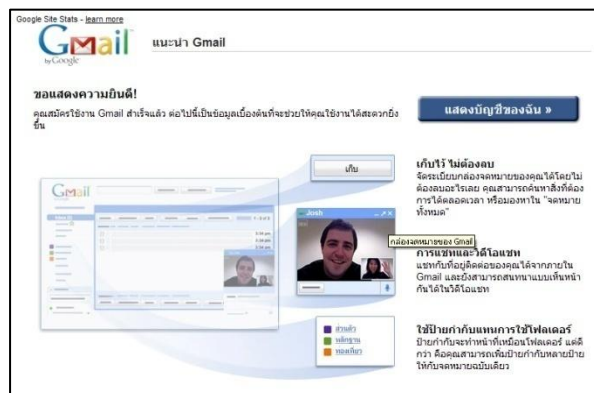 Google Site Stats - learn more
Gmail
by Google
แนะนำ Gmail
ขอแสดงความยินดี!
คุณสมัครใช้งาน Gmail สำเร็จแล้ว ต่อไปนี้เป็นข้อมูลเบื้องต้นที่จะช่วยให้คุณใช้งานได้สะดวกยิ่ง
ขึ้น
แสดงบัญชีของฉัน »
เก็บ
เก็บไว้ ไม่ต้องลบ
จัดระเบียบกล่องจดหมายของคุณได้โดยไม่
ต้องลบอะไรเลย คุณสามารถค้นหาสิ่งที่ต้อง
การได้ตลอดเวลา หรือมองหาใน "จดหมาย
ทั้งหมด"
Gmail
Josh
กล่องจดหมายของ Gmail
การแชทและวิดีโอแชท
แชทกับที่อยู่ติดต่อของคุณได้จากภายใน
Gmail และยังสามารถสนทนาแบบเห็นหน้า
กันได้ในวิดีโอแชท
ส่วนตัว
หลักฐาน
ท่องเที่ยว
ใช้ป้ายกำกับแทนการใช้โฟลเดอร์
ป้ายกำกับจะทำหน้าที่เหมือนโฟลเดอร์ แต่ดี
กว่า คือคุณสามารถเพิ่มป้ายกำกับหลายป้าย
ให้กับจดหมายฉบับเดียว